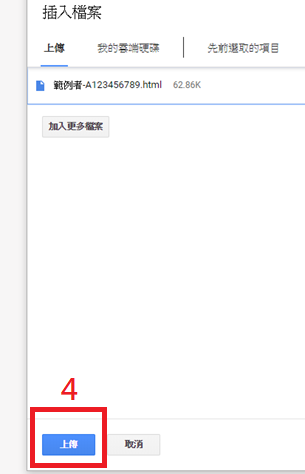 插入檔案
上傳 我的雲端硬碟 先前選取的項目
範例者-A123456789.html 62.86K
加入更多檔案
4
上傳 取消